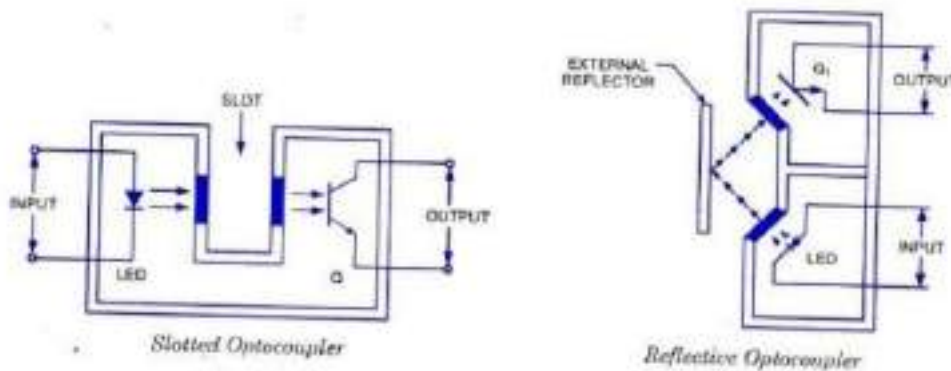 SLOT
INPUT
LED
Q
OUTPUT
Slotted Optocoupler
EXTERNAL
REFLECTOR
Q₁
OUTPUT
LED
INPUT
Reflective Optocoupler